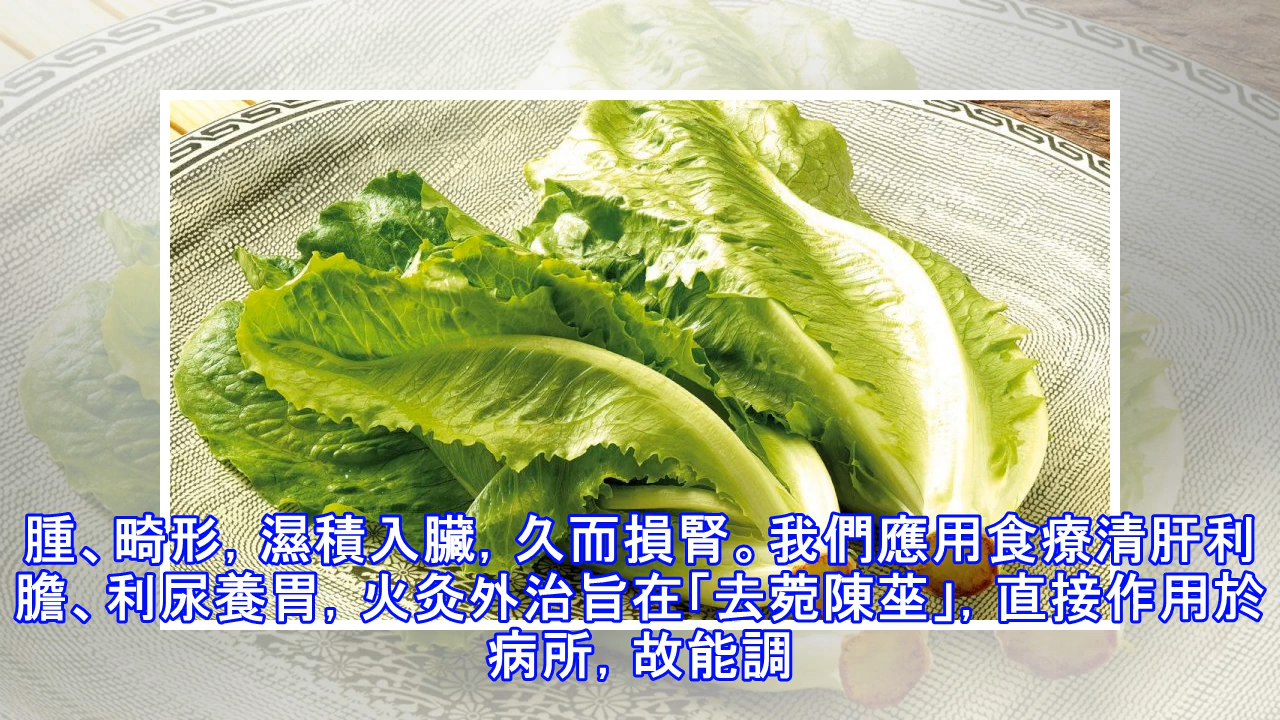 腫、畸形, 濕積入臟, 久而損腎。我們應用食療清肝利
膽、利尿養胃, 火灸外治旨在「去菀陳莝」, 直接作用於
病所, 故能調